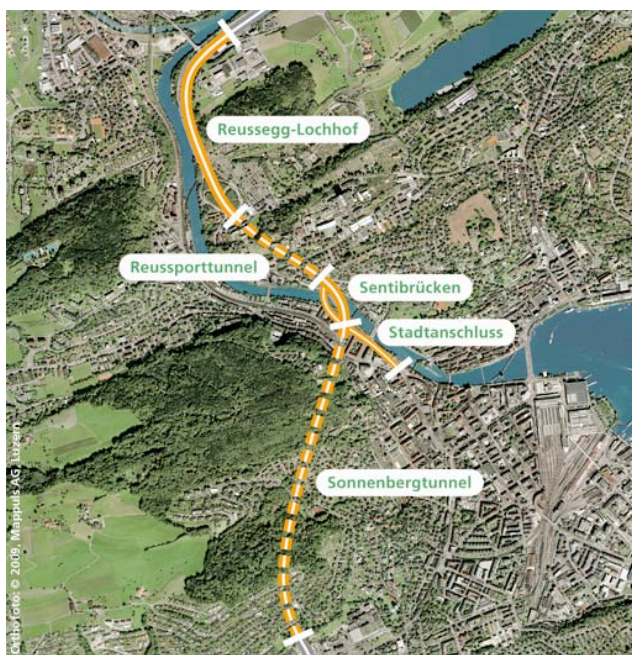 Reussegg-Lochhof
Reussporttunnel
Sentibrücken
Stadtanschluss
Sonnenbergtunnel
Orthofoto: © 2009, Mappuls AG, Luzern